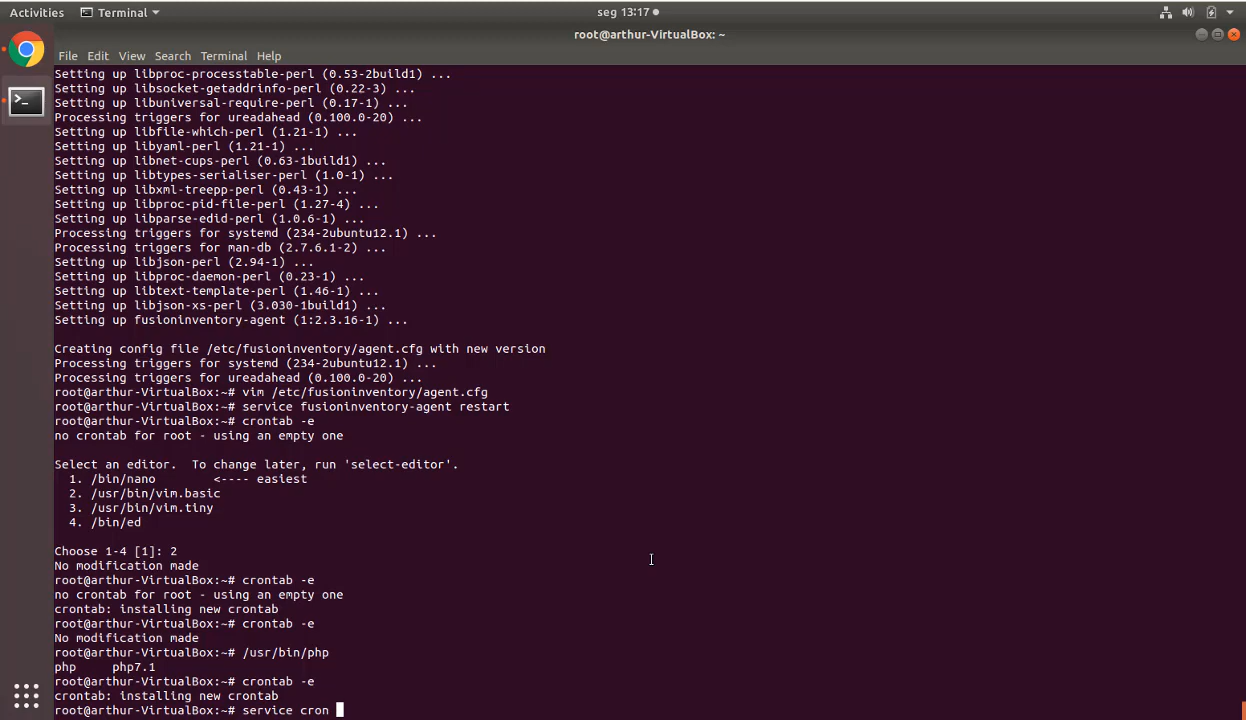 Activities Terminal seg 13:17
root@arthur-VirtualBox: ~
File Edit View Search Terminal Help
Setting up libproc-processtable-perl (0.53-2build1) ...
Setting up libsocket-getaddrinfo-perl (0.22-3) ...
Setting up libuniversal-require-perl (0.17-1) ...
Processing triggers for ureadahead (0.100.0-20) ...
Setting up libfile-which-perl (1.21-1) ...
Setting up libyaml-perl (1.21-1) ...
Setting up libnet-cups-perl (0.63-1build1) ...
Setting up libtypes-serialiser-perl (1.0-1) ...
Setting up libxml-treepp-perl (0.43-1) ...
Setting up libproc-pid-file-perl (1.27-4) ...
Setting up libparse-edid-perl (1.0.6-1) ...
Processing triggers for systemd (234-2ubuntu12.1) ...
Processing triggers for man-db (2.7.6.1-2) ...
Setting up libjson-perl (2.94-1) ...
Setting up libproc-daemon-perl (0.23-1) ...
Setting up libtext-template-perl (1.46-1) ...
Setting up libjson-xs-perl (3.030-1build1) ...
Setting up fusioninventory-agent (1:2.3.16-1) ...
Creating config file /etc/fusioninventory/agent.cfg with new version
Processing triggers for systemd (234-2ubuntu12.1) ...
Processing triggers for ureadahead (0.100.0-20) ...
root@arthur-VirtualBox:~# vim /etc/fusioninventory/agent.cfg
root@arthur-VirtualBox:~# service fusioninventory-agent restart
root@arthur-VirtualBox:~# crontab -e
no crontab for root - using an empty one
Select an editor.  To change later, run 'select-editor'.
  1. /bin/nano        <---- easiest
  2. /usr/bin/vim.basic
  3. /usr/bin/vim.tiny
  4. /bin/ed
Choose 1-4 [1]: 2
No modification made
root@arthur-VirtualBox:~# crontab -e
no crontab for root - using an empty one
crontab: installing new crontab
root@arthur-VirtualBox:~# crontab -e
No modification made
root@arthur-VirtualBox:~# /usr/bin/php
php     php7.1
root@arthur-VirtualBox:~# crontab -e
crontab: installing new crontab
root@arthur-VirtualBox:~# service cron